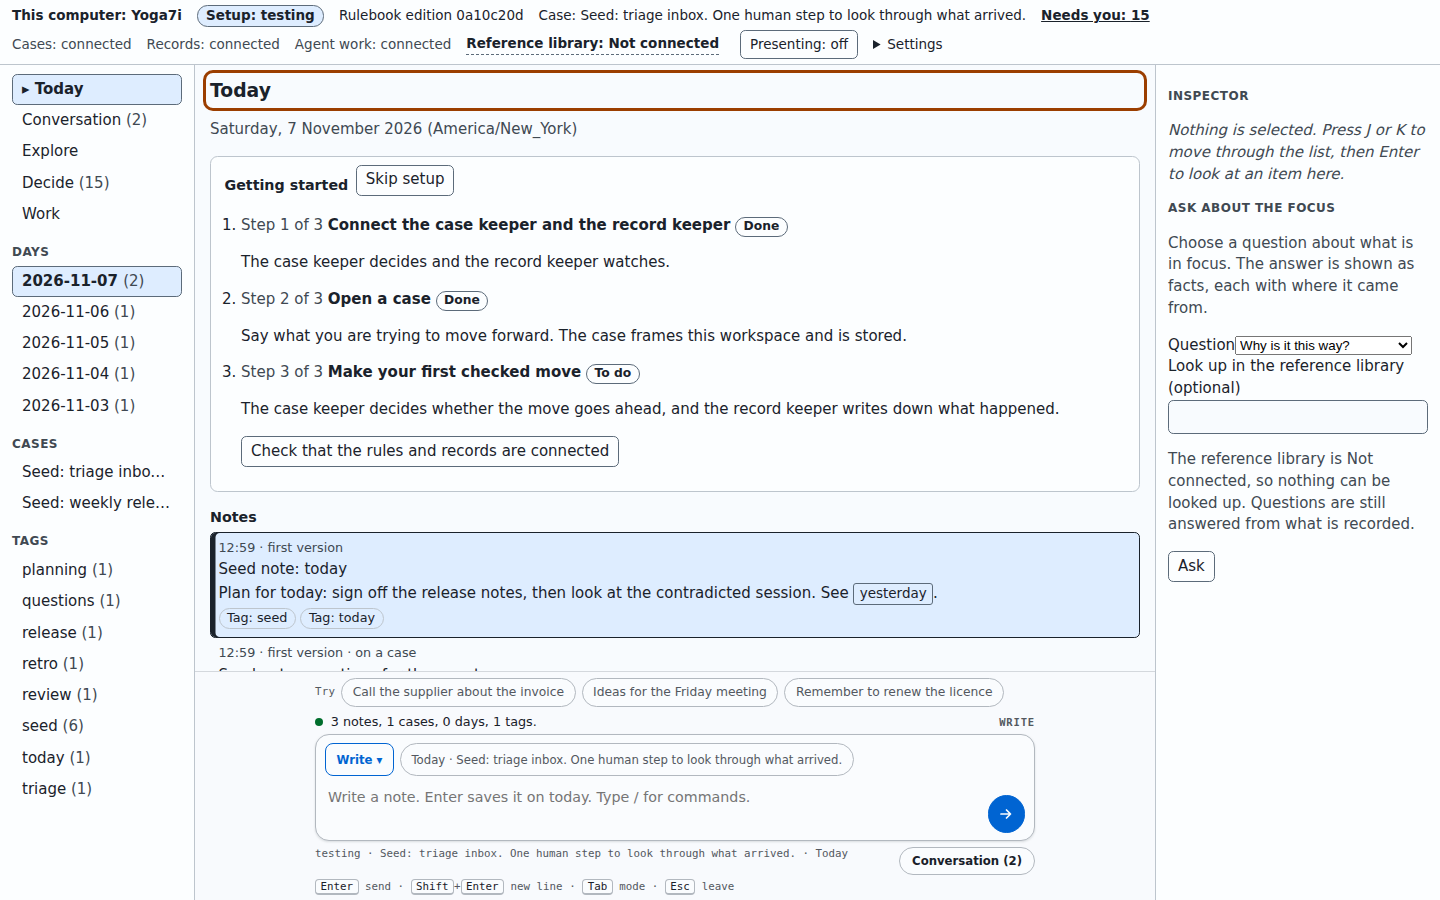 This computer: Yoga7i Setup: testing Rulebook edition 0a10c20d Case: Seed: triage inbox. One human step to look through what arrived. Needs you: 15
Cases: connected Records: connected Agent work: connected Reference library: Not connected Presenting: off ▶ Settings
▸ Today
Conversation (2)
Explore
Decide (15)
Work
DAYS
2026-11-07 (2)
2026-11-06 (1)
2026-11-05 (1)
2026-11-04 (1)
2026-11-03 (1)
CASES
Seed: triage inbo...
Seed: weekly rele...
TAGS
planning (1)
questions (1)
release (1)
retro (1)
review (1)
seed (6)
today (1)
triage (1)
Today
Saturday, 7 November 2026 (America/New_York)
Getting started Skip setup
1. Step 1 of 3 Connect the case keeper and the record keeper Done
The case keeper decides and the record keeper watches.
2. Step 2 of 3 Open a case Done
Say what you are trying to move forward. The case frames this workspace and is stored.
3. Step 3 of 3 Make your first checked move To do
The case keeper decides whether the move goes ahead, and the record keeper writes down what happened.
Check that the rules and records are connected
Notes
12:59 · first version
Seed note: today
Plan for today: sign off the release notes, then look at the contradicted session. See yesterday.
Tag: seed Tag: today
12:59 · first version · on a case
Try Call the supplier about the invoice Ideas for the Friday meeting Remember to renew the licence
3 notes, 1 cases, 0 days, 1 tags. WRITE
Write ▾ Today · Seed: triage inbox. One human step to look through what arrived.
Write a note. Enter saves it on today. Type / for commands.
→
testing · Seed: triage inbox. One human step to look through what arrived. · Today Conversation (2)
Enter send · Shift+Enter new line · Tab mode · Esc leave
INSPECTOR
Nothing is selected. Press J or K to
move through the list, then Enter
to look at an item here.
ASK ABOUT THE FOCUS
Choose a question about what is
in focus. The answer is shown as
facts, each with where it came
from.
Question Why is it this way?
Look up in the reference library
(optional)
The reference library is Not
connected, so nothing can be
looked up. Questions are still
answered from what is recorded.
Ask